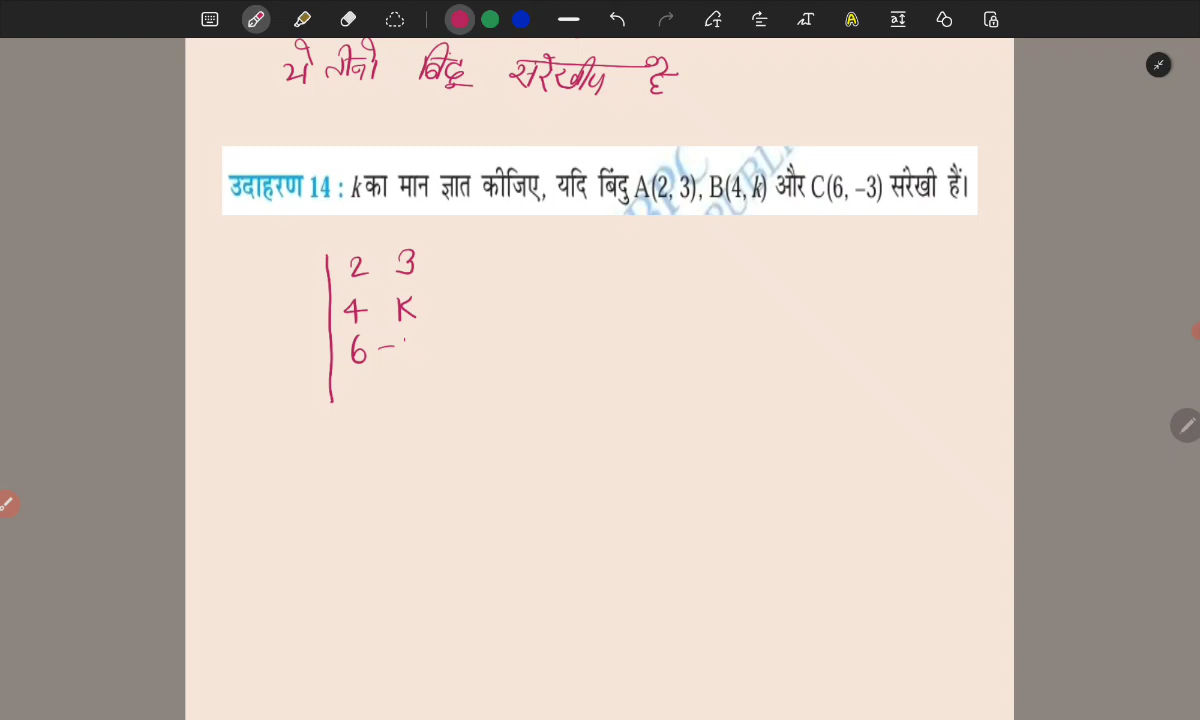 ये तीनो बिंदु सरेखीय है
उदाहरण 14 : k का मान ज्ञात कीजिए, यदि बिंदु A(2, 3), B(4, k) और C(6, –3) सरेखी हैं।
2 3
4 K
6 -